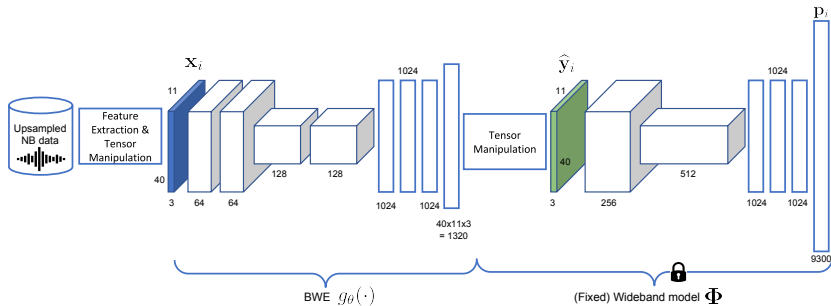 Upsampled
NB data
Feature
Extraction &
Tensor
Manipulation
x_i
11
40
3
64
64
128
128
1024
1024
1024
40x11x3
= 1320
Tensor
Manipulation
ŷ_i
11
40
3
256
512
1024
1024
1024
p_i
9300
BWE g_θ(·)
(Fixed) Wideband model Φ